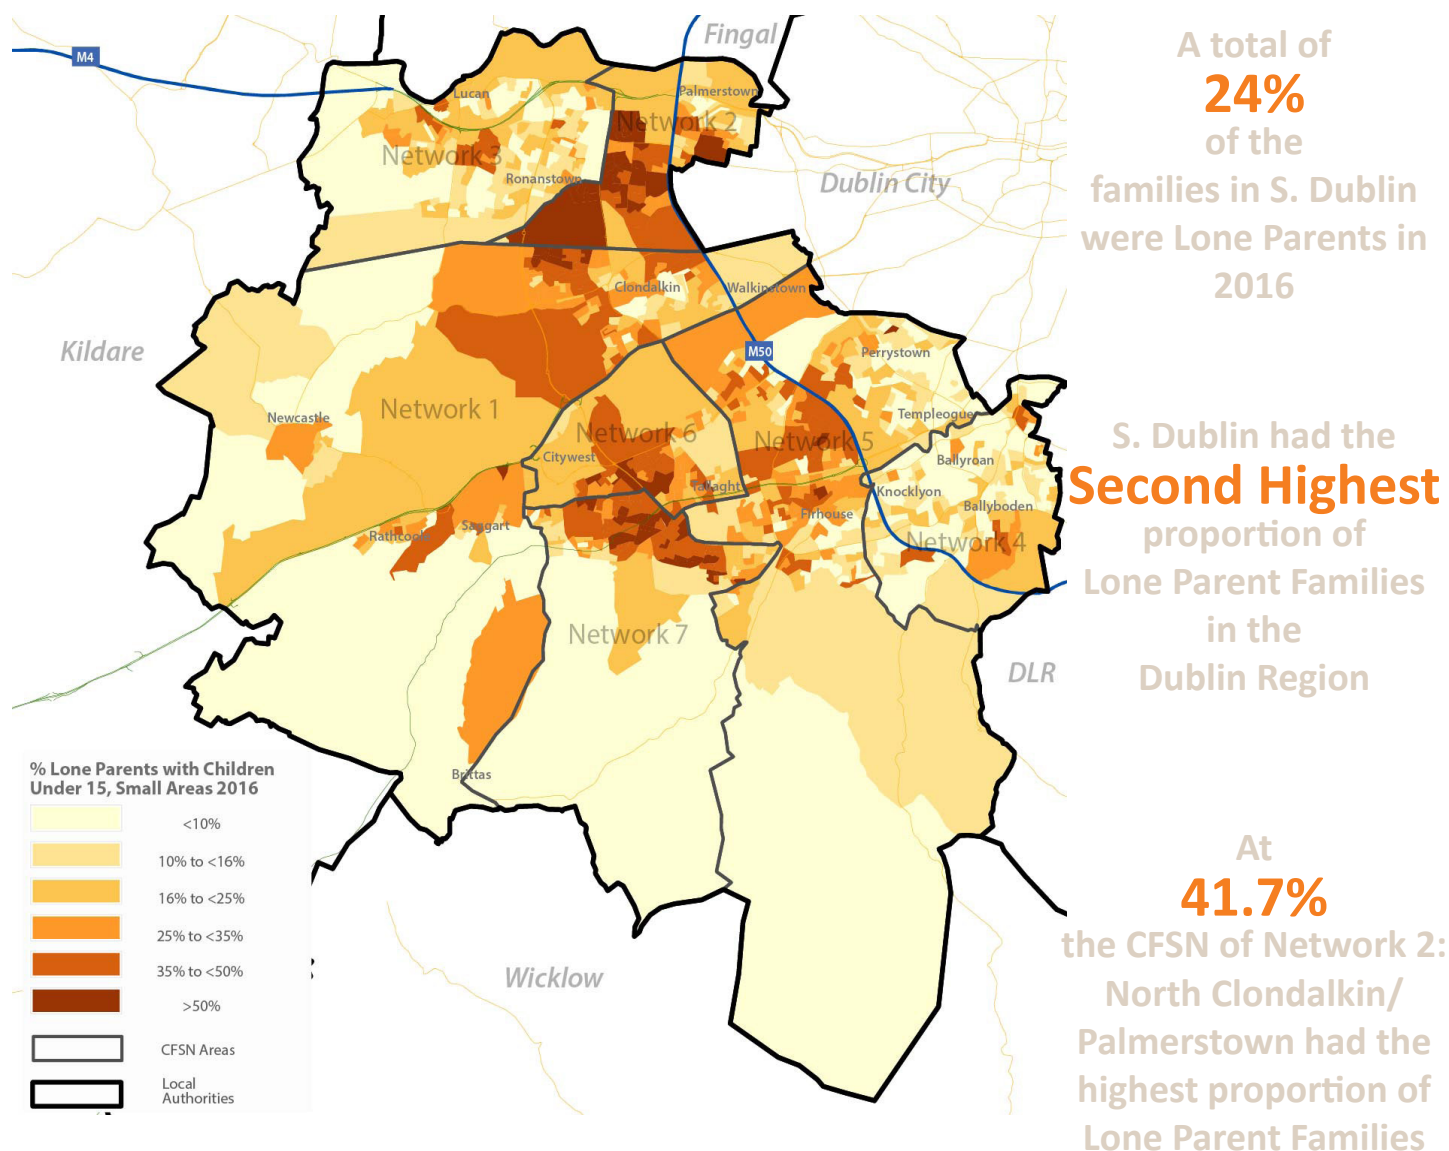 Fingal
M4
Lucan
Palmerstown
Network 2
Network 3
Ronanstown
Dublin City
Clondalkin
Walkinstown
Kildare
M50
Perrystown
Newcastle
Network 1
Templeogue
Network 6
Network 5
Citywest
Ballyroan
Tallaght
Knocklyon
Firhouse
Ballyboden
Rathcoole
Saggart
Network 4
Network 7
DLR
Brittas
Wicklow
% Lone Parents with Children
Under 15, Small Areas 2016
<10%
10% to <16%
16% to <25%
25% to <35%
35% to <50%
>50%
CFSN Areas
Local
Authorities
A total of
24%
of the
families in S. Dublin
were Lone Parents in
2016
S. Dublin had the
Second Highest
proportion of
Lone Parent Families
in the
Dublin Region
At
41.7%
the CFSN of Network 2:
North Clondalkin/
Palmerstown had the
highest proportion of
Lone Parent Families